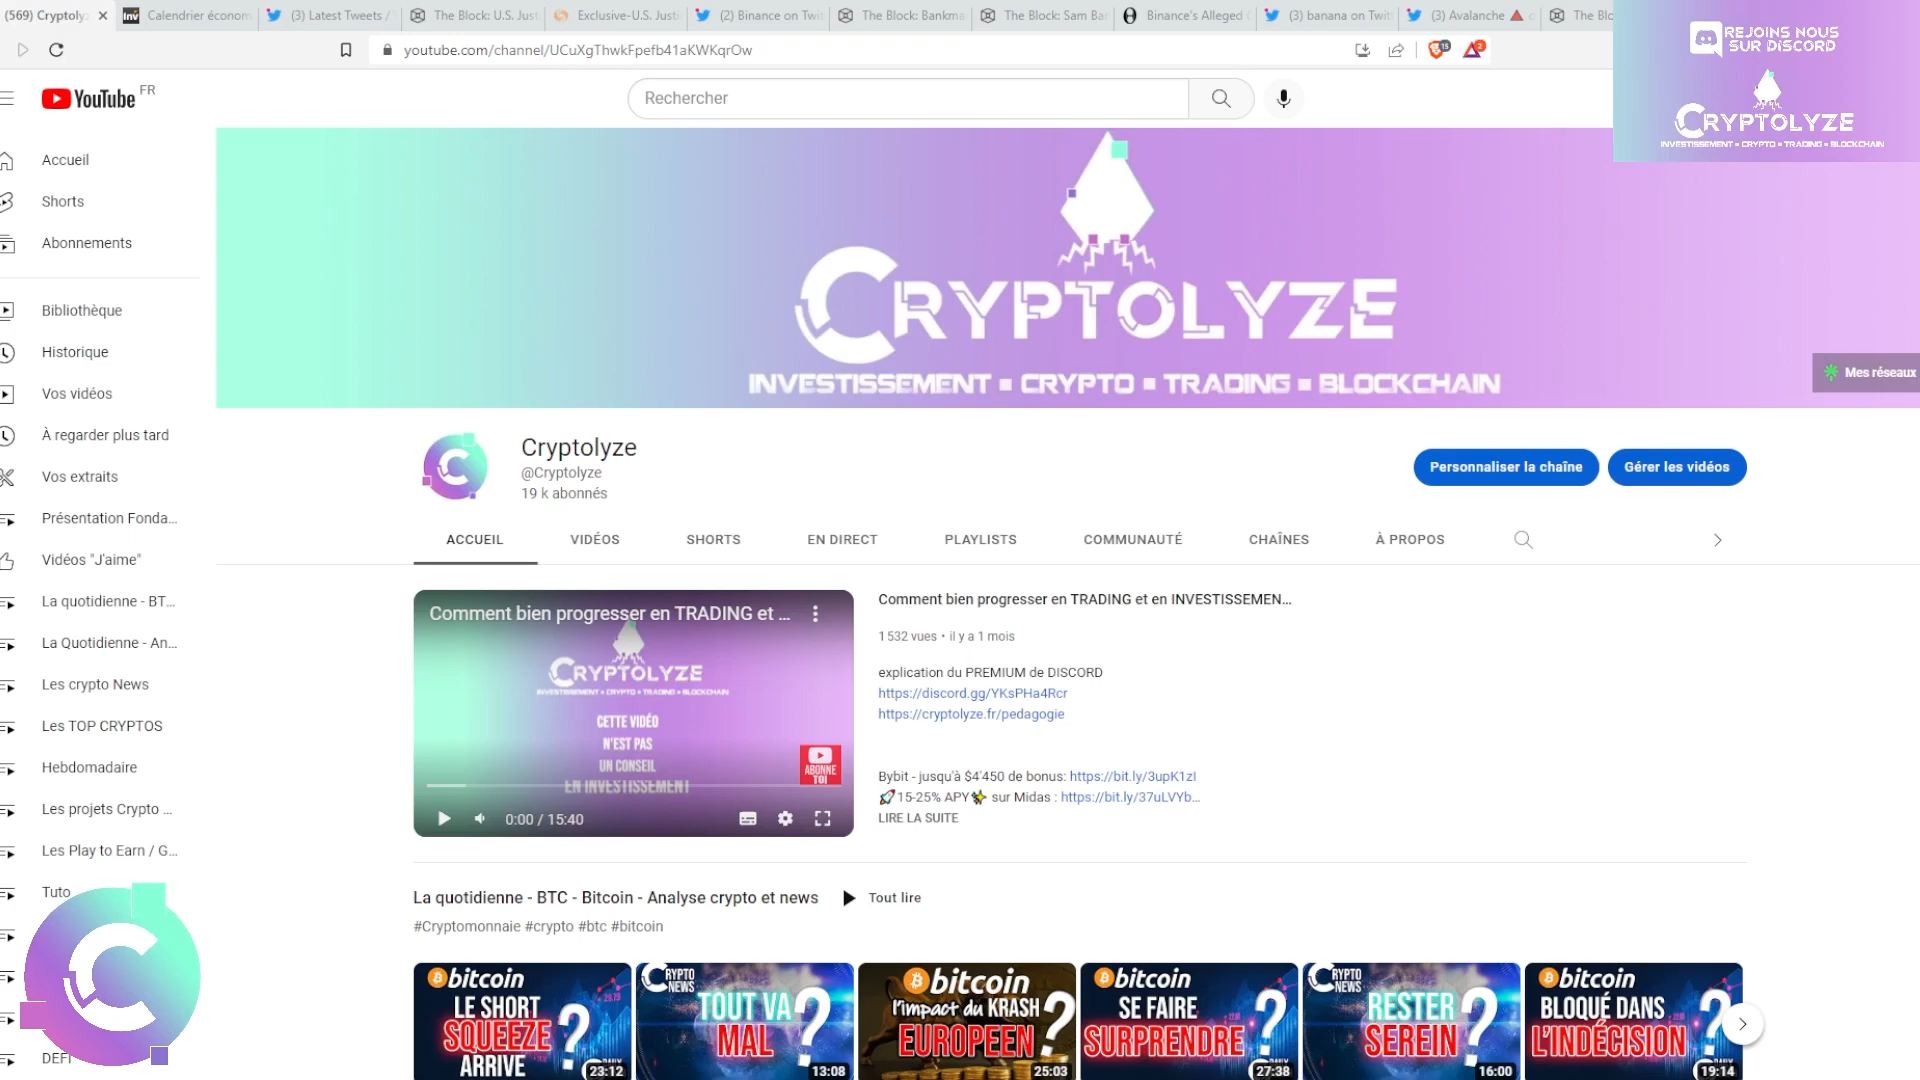 (569) Cryptoly
Calendrier économ
(3) Latest Tweets /
The Block: U.S. Just
Exclusive-U.S. Justi
(2) Binance on Twit
The Block: Bankma
The Block: Sam Ba
Binance's Alleged
(3) banana on Twit
(3) Avalanche
The Blo
youtube.com/channel/UCuXgThwkFpefb41aKWKqrOw
15
2
REJOINS NOUS
SUR DISCORD
CRYPTOLYZE
INVESTISSEMENT ▪ CRYPTO ▪ TRADING ▪ BLOCKCHAIN
YouTube FR
Rechercher
Accueil
Shorts
Abonnements
Bibliothèque
Historique
Vos vidéos
À regarder plus tard
Vos extraits
Présentation Fonda...
Vidéos "J'aime"
La quotidienne - BT...
La Quotidienne - An...
Les crypto News
Les TOP CRYPTOS
Hebdomadaire
Les projets Crypto ...
Les Play to Earn / G...
Tuto
DEFI
CRYPTOLYZE
INVESTISSEMENT ▪ CRYPTO ▪ TRADING ▪ BLOCKCHAIN
Mes réseaux
Cryptolyze
@Cryptolyze
19 k abonnés
Personnaliser la chaîne
Gérer les vidéos
ACCUEIL
VIDÉOS
SHORTS
EN DIRECT
PLAYLISTS
COMMUNAUTÉ
CHAÎNES
À PROPOS
Comment bien progresser en TRADING et ...
CRYPTOLYZE
INVESTISSEMENT ▪ CRYPTO ▪ TRADING ▪ BLOCKCHAIN
CETTE VIDÉO
N'EST PAS
UN CONSEIL
EN INVESTISSEMENT
ABONNE
TOI
0:00 / 15:40
Comment bien progresser en TRADING et en INVESTISSEMEN...
1 532 vues • il y a 1 mois
explication du PREMIUM de DISCORD
https://discord.gg/YKsPHa4Rcr
https://cryptolyze.fr/pedagogie
Bybit - jusqu'à $4'450 de bonus: https://bit.ly/3upK1zI
🚀15-25% APY✨ sur Midas : https://bit.ly/37uLVYb...
LIRE LA SUITE
La quotidienne - BTC - Bitcoin - Analyse crypto et news
Tout lire
#Cryptomonnaie #crypto #btc #bitcoin
bitcoin
LE SHORT
SQUEEZE
ARRIVE
?
23:12
CRYPTO
NEWS
TOUT VA
MAL
?
13:08
bitcoin
l'impact du KRASH
EUROPEEN
?
25:03
bitcoin
SE FAIRE
SURPRENDRE
?
27:38
CRYPTO
NEWS
RESTER
SEREIN
?
16:00
bitcoin
BLOQUÉ DANS
L'INDÉCISION
?
19:14